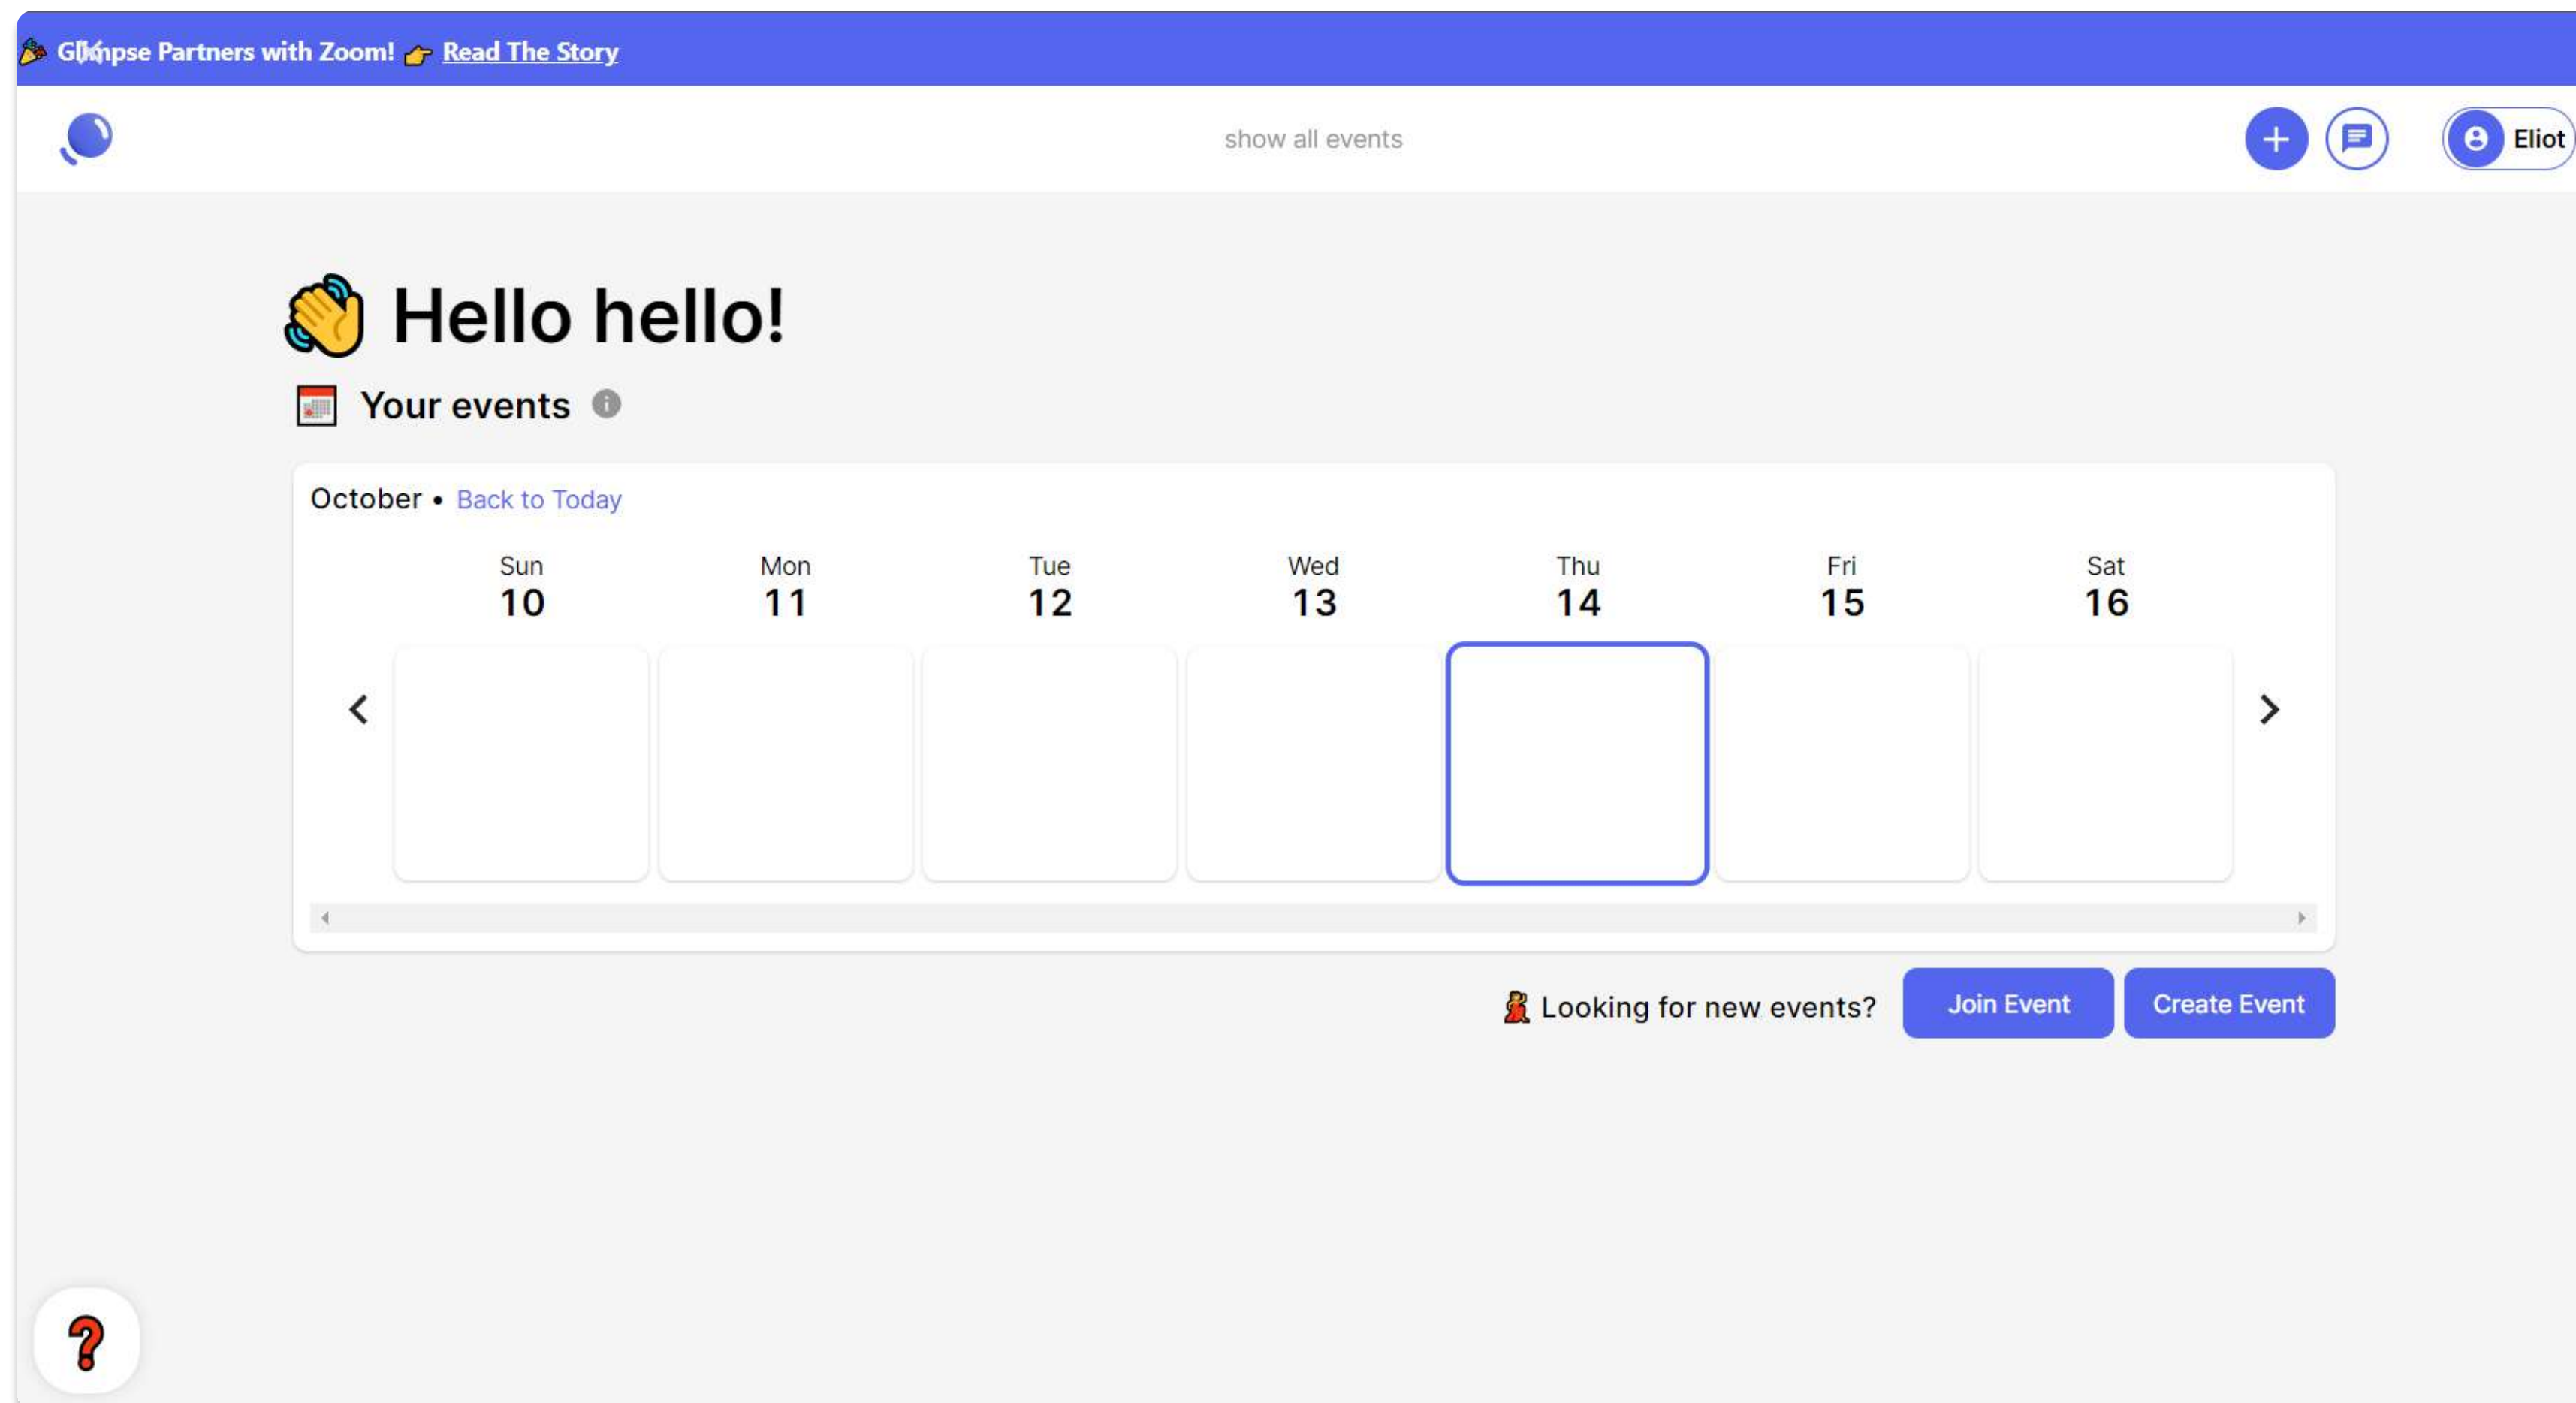 Glimpse Partners with Zoom! Read The Story
show all events
Eliot
Hello hello!
Your events
October • Back to Today
Sun Mon Tue Wed Thu Fri Sat
10 11 12 13 14 15 16
Looking for new events? Join Event Create Event